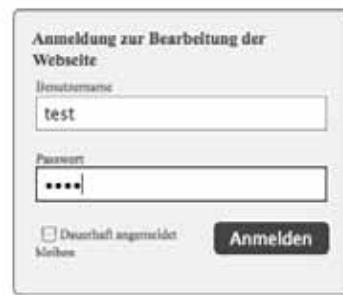 Anmeldung zur Bearbeitung der
Webseite
Benutzername
test
Passwort
••••
Dauerhaft angemeldet
bleiben
Anmelden